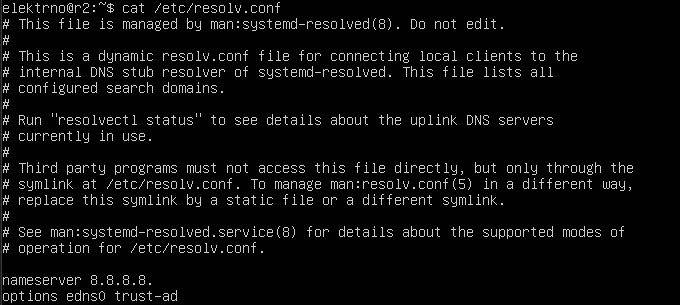 elektrno@r2:~$ cat /etc/resolv.conf
# This file is managed by man:systemd-resolved(8). Do not edit.
#
# This is a dynamic resolv.conf file for connecting local clients to the
# internal DNS stub resolver of systemd-resolved. This file lists all
# configured search domains.
#
# Run "resolvectl status" to see details about the uplink DNS servers
# currently in use.
#
# Third party programs must not access this file directly, but only through the
# symlink at /etc/resolv.conf. To manage man:resolv.conf(5) in a different way,
# replace this symlink by a static file or a different symlink.
#
# See man:systemd-resolved.service(8) for details about the supported modes of
# operation for /etc/resolv.conf.

nameserver 8.8.8.8.
options edns0 trust-ad